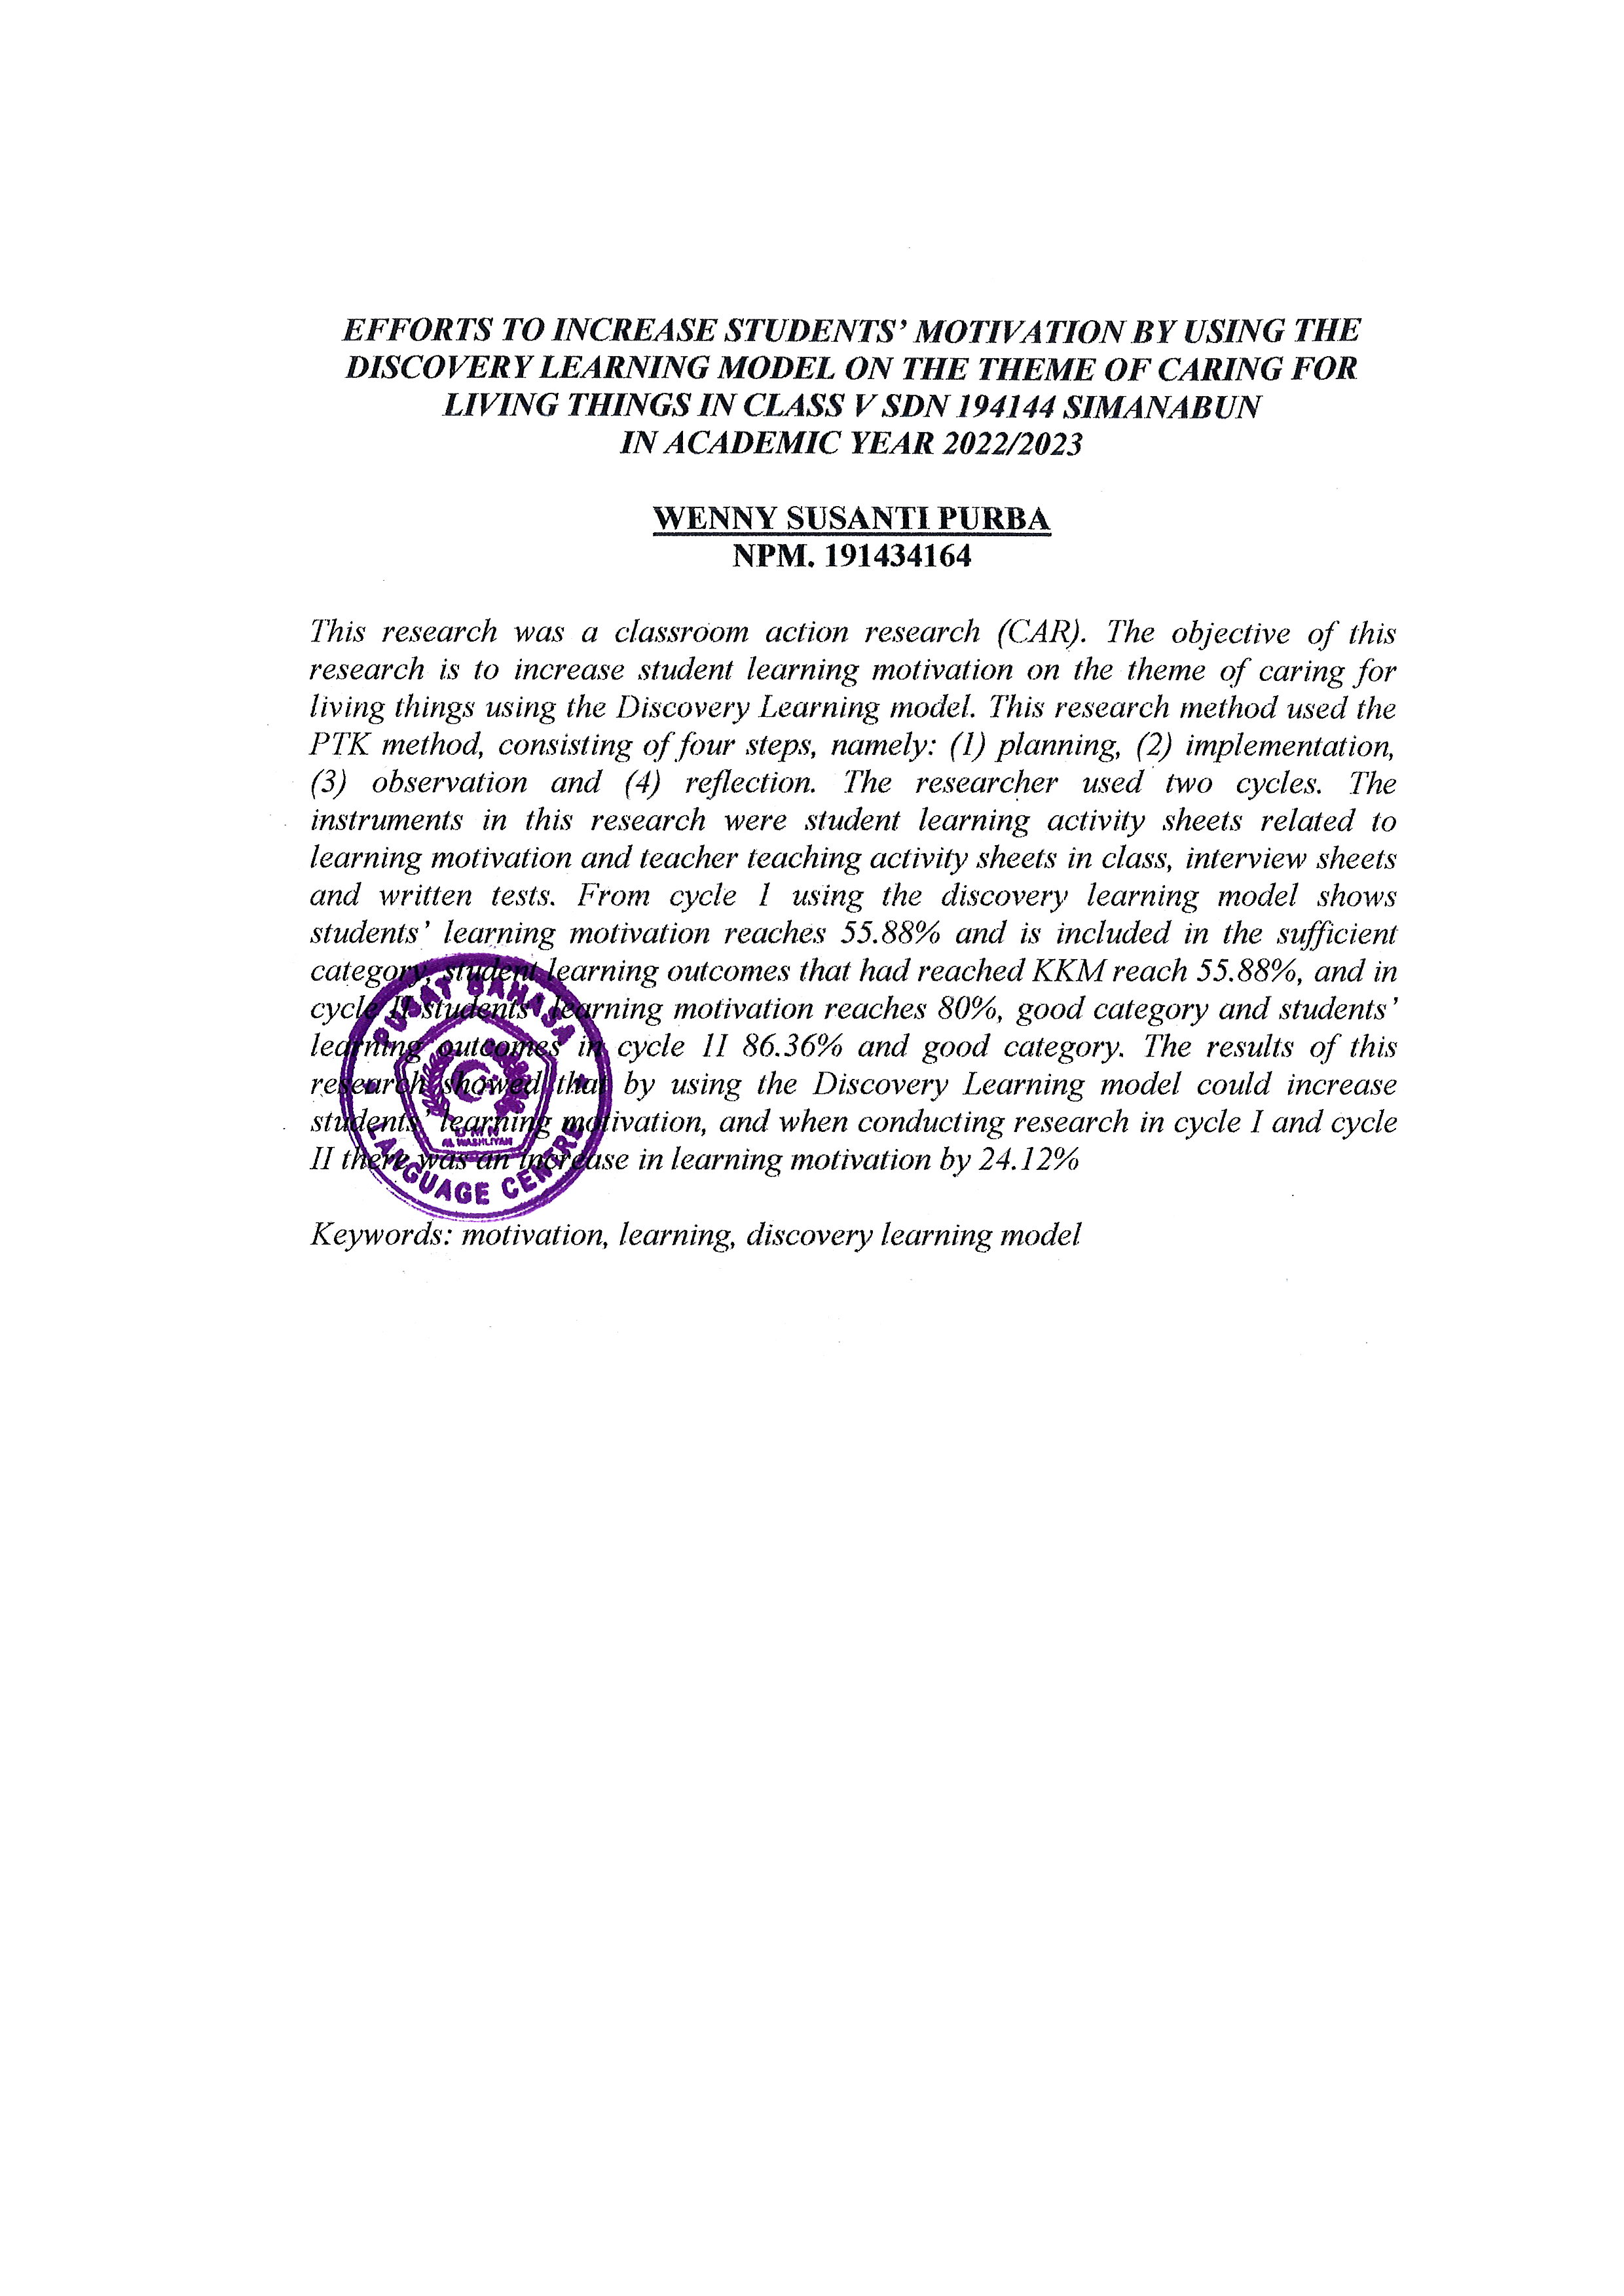 EFFORTS TO INCREASE STUDENTS' MOTIVATION BY USING THE
DISCOVERY LEARNING MODEL ON THE THEME OF CARING FOR
LIVING THINGS IN CLASS V SDN 194144 SIMANABUN
IN ACADEMIC YEAR 2022/2023
WENNY SUSANTI PURBA
NPM. 191434164
This research was a classroom action research (CAR). The objective of this
research is to increase student learning motivation on the theme of caring for
living things using the Discovery Learning model. This research method used the
PTK method, consisting of four steps, namely: (1) planning, (2) implementation,
(3) observation and (4) reflection. The researcher used two cycles. The
instruments in this research were student learning activity sheets related to
learning motivation and teacher teaching activity sheets in class, interview sheets
and written tests. From cycle 1 using the discovery learning model shows
students' learning motivation reaches 55.88% and is included in the sufficient
category, student learning outcomes that had reached KKM reach 55.88%, and in
cycle II students' learning motivation reaches 80%, good category and students'
learning outcomes in cycle II 86.36% and good category. The results of this
research showed that by using the Discovery Learning model could increase
students' learning motivation, and when conducting research in cycle I and cycle
II there was an increase in learning motivation by 24.12%
PUSAT BAHASA
UMN
AL WASHLIYAH
LANGUAGE CENTRE
Keywords: motivation, learning, discovery learning model